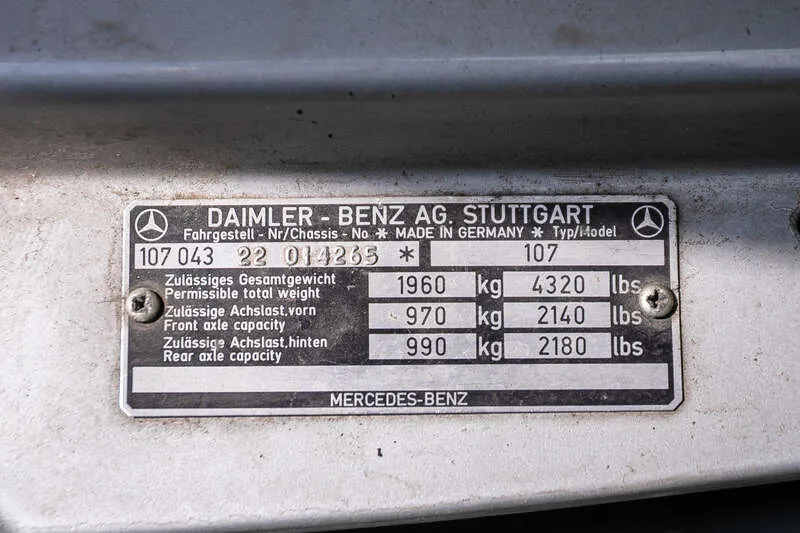 DAIMLER - BENZ AG. STUTTGART
Fahrgestell - Nr/Chassis - No * MADE IN GERMANY * Typ/Model
107 043 22 014265 * 107
Zulässiges Gesamtgewicht
Permissible total weight 1960 kg 4320 lbs
Zulässige Achslast,vorn
Front axle capacity 970 kg 2140 lbs
Zulässige Achslast,hinten
Rear axle capacity 990 kg 2180 lbs
MERCEDES-BENZ